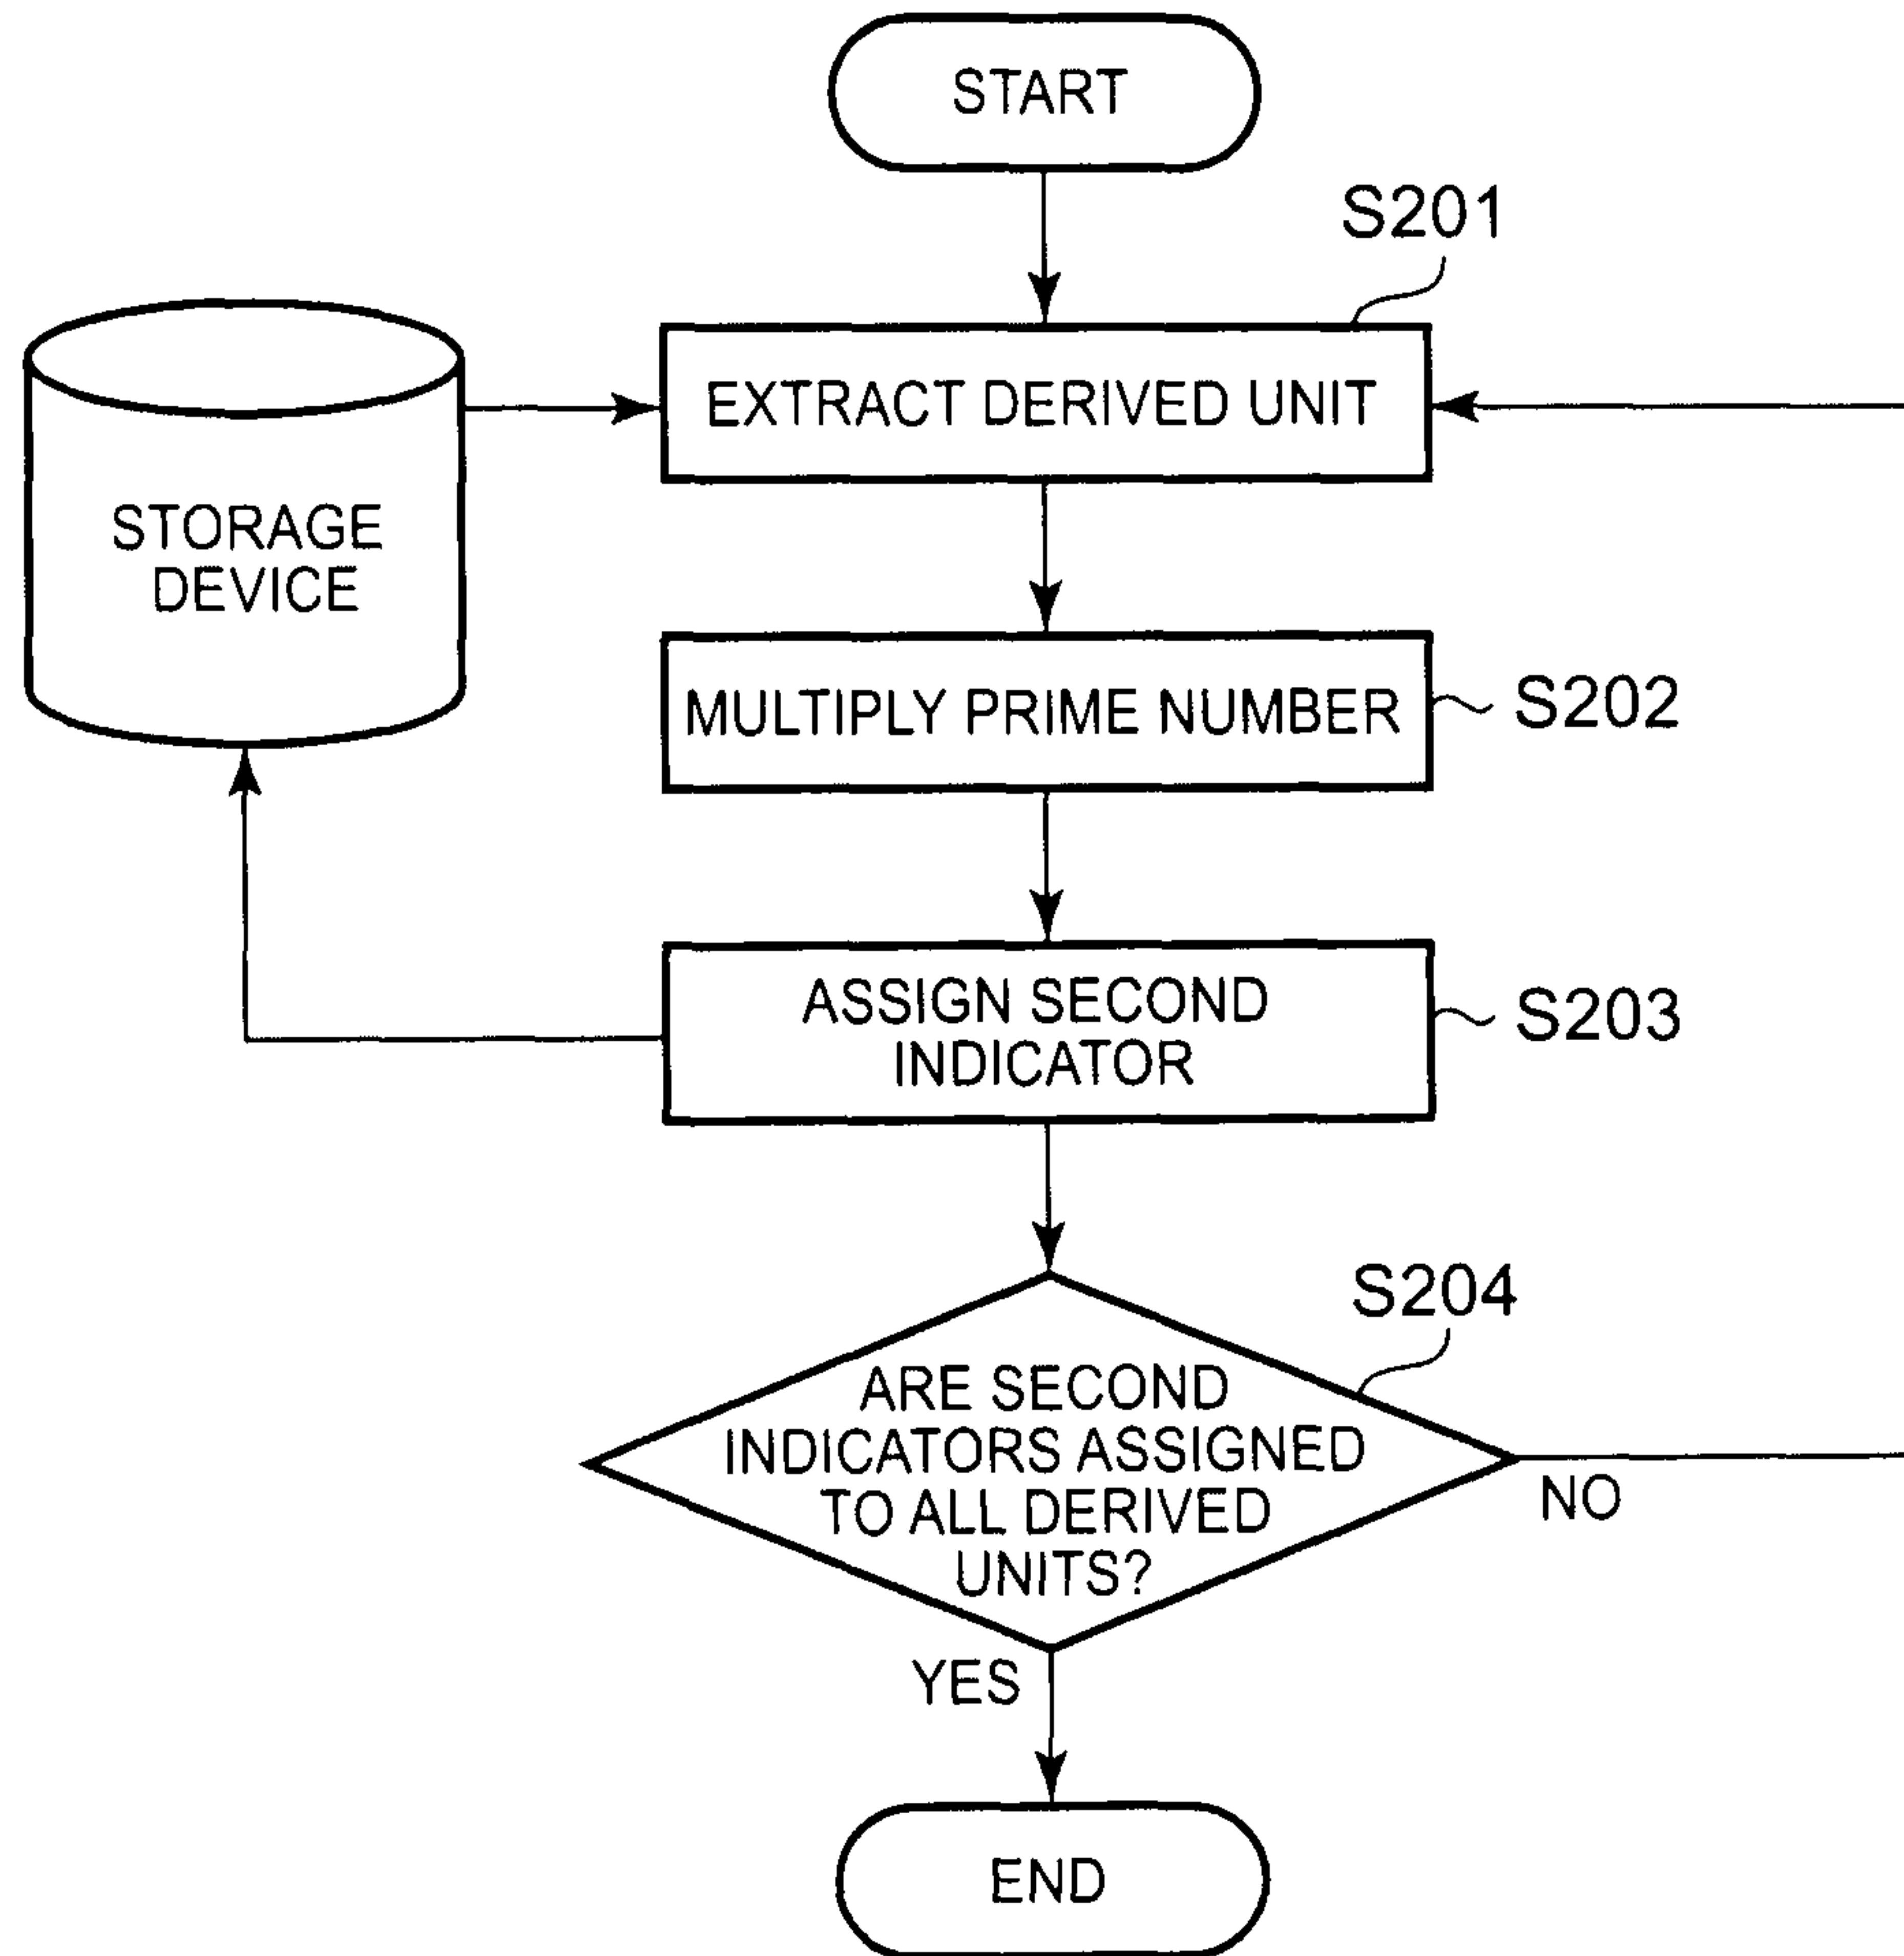 START
S201
EXTRACT DERIVED UNIT
STORAGE
DEVICE
MULTIPLY PRIME NUMBER
S202
ASSIGN SECOND
INDICATOR
S203
S204
ARE SECOND
INDICATORS ASSIGNED
TO ALL DERIVED
UNITS?
NO
YES
END